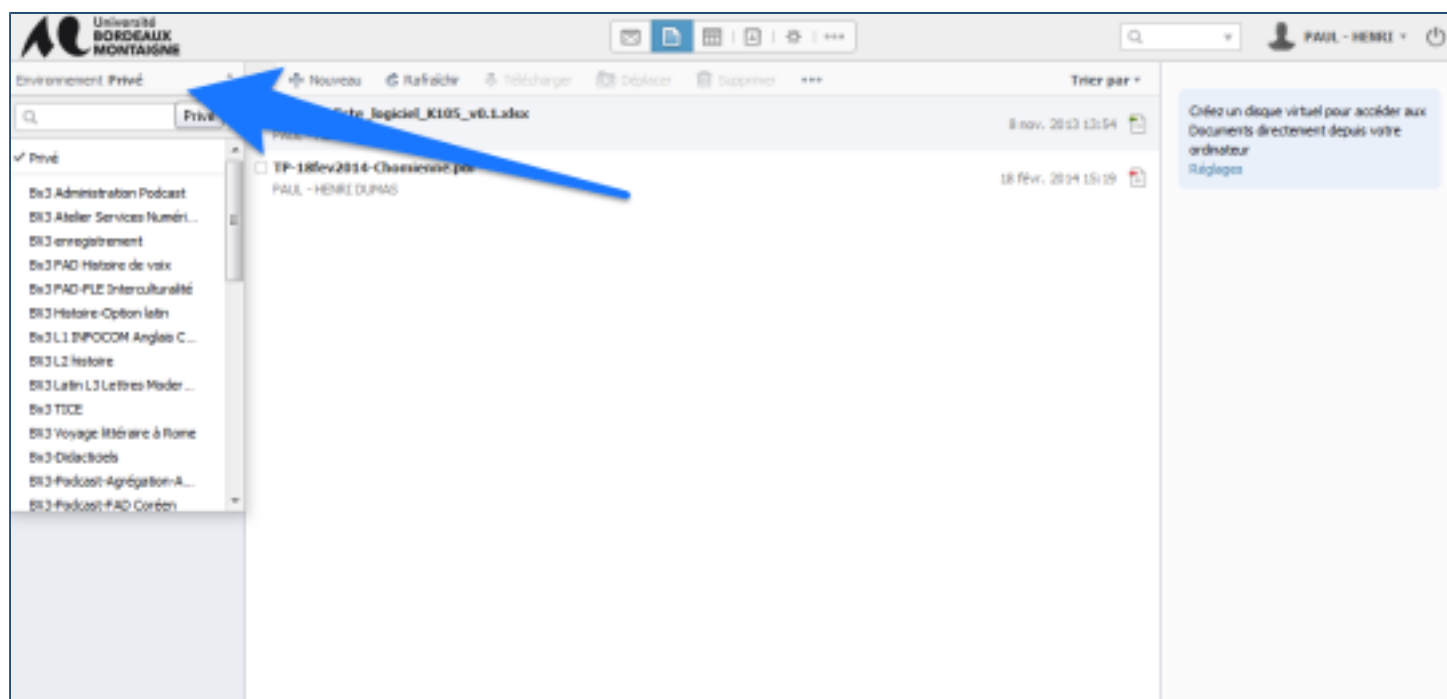 Université
BORDEAUX
MONTAIGNE
PAUL - HENRI
Environnement Privé
Nouveau Rafraîchir Télécharger Déplacer Supprimer ••• Trier par
Privé
logiciel_K105_v0.1.xlsx
8 nov. 2013 13:54
Créez un disque virtuel pour accéder aux
Documents directement depuis votre
ordinateur
Réglages
TP-18fev2014-Chomienne
PAUL - HENRI DUMAS
18 févr. 2014 15:19
Privé
Bx3 Administration Podcast
BX3 Atelier Services Numéri...
BX3 enregistrement
Bx3 FAD Histoire de voix
Bx3 FAD-FLE Interculturalité
BX3 Histoire-Option latin
Bx3 L1 INFOCOM Anglais C...
BX3 L2 histoire
BX3 Latin L3 Lettres Moder...
Bx3 TICE
BX3 Voyage littéraire à Rome
Bx3-Didacticiels
BX3-Podcast-Agrégation-A...
BX3-Podcast-FAD Coréen